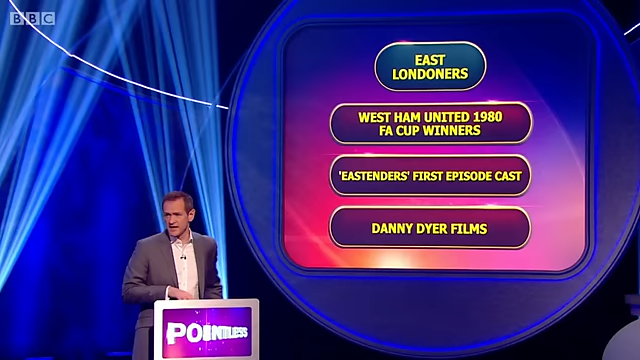 BBC
EAST
LONDONERS
WEST HAM UNITED 1980
FA CUP WINNERS
'EASTENDERS' FIRST EPISODE CAST
DANNY DYER FILMS
POINTLESS